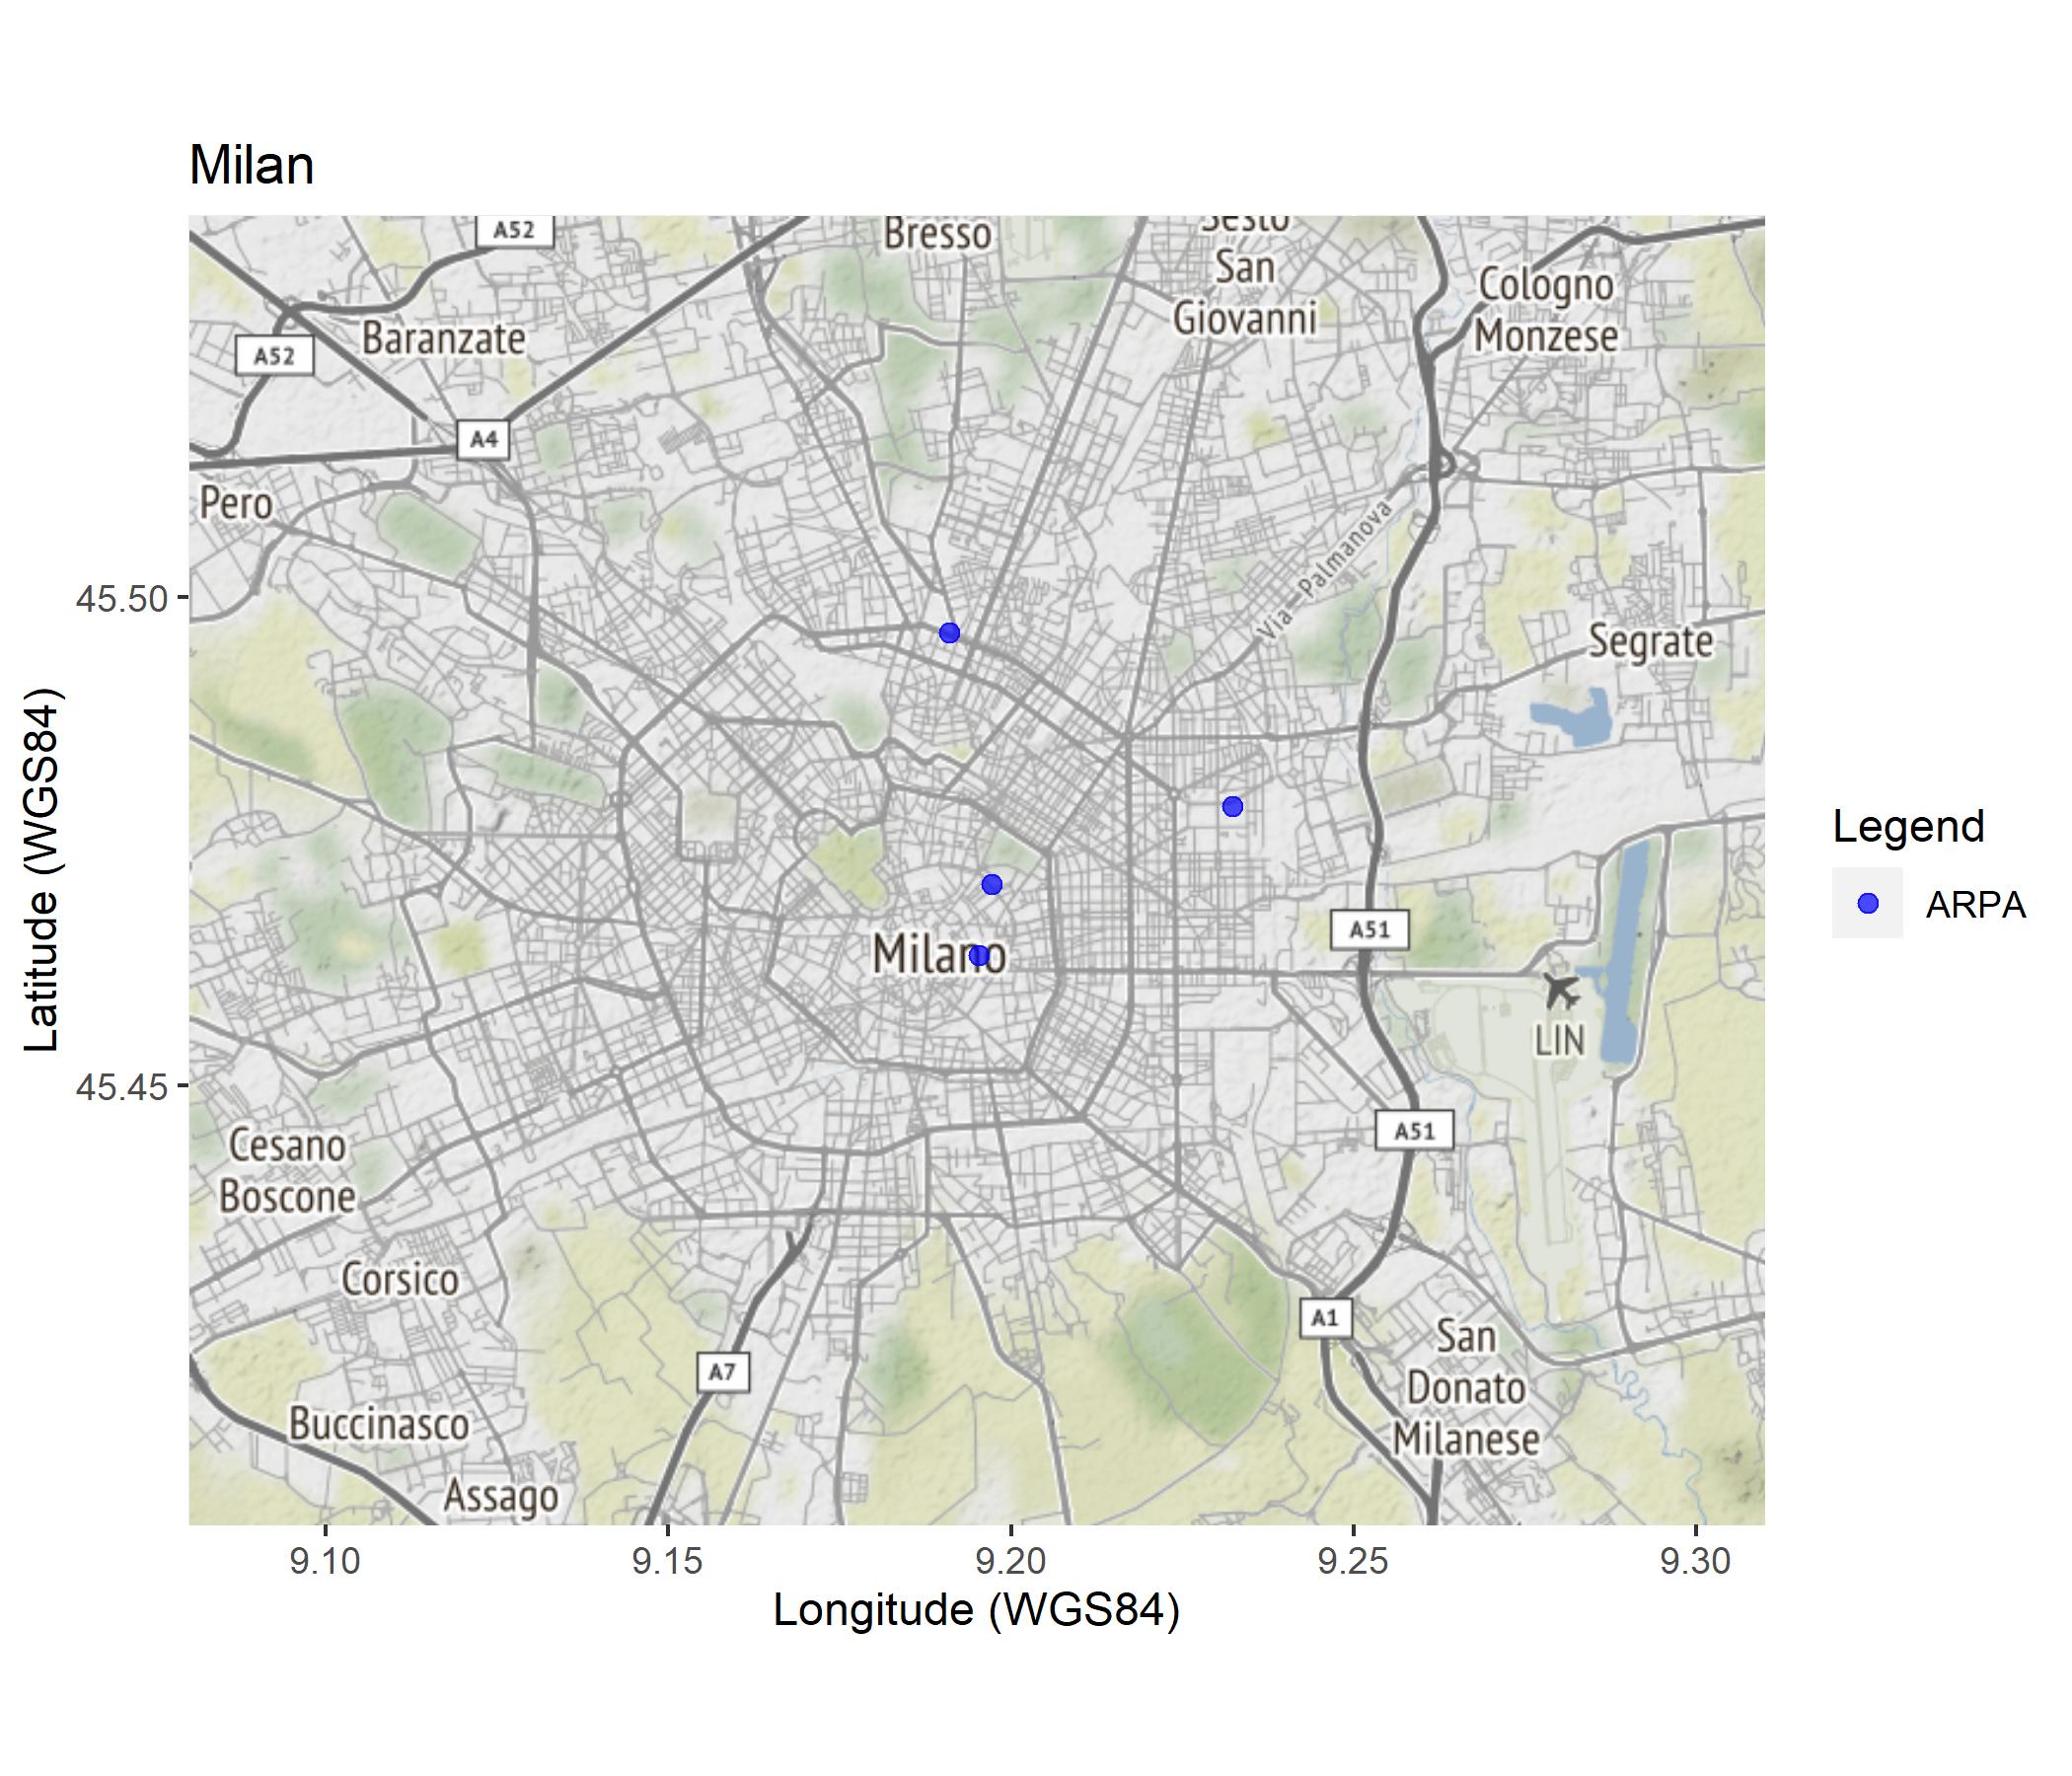 Milan
A52
Bresso
Sesto
San
Giovanni
Cologno
Monzese
Baranzate
A52
A4
Pero
Via Palmanova
45.50
Segrate
Latitude (WGS84)
Legend
ARPA
A51
Milano
LIN
45.45
A51
Cesano
Boscone
Corsico
A1
San
Donato
Milanese
A7
Buccinasco
Assago
9.10
9.15
9.20
9.25
9.30
Longitude (WGS84)